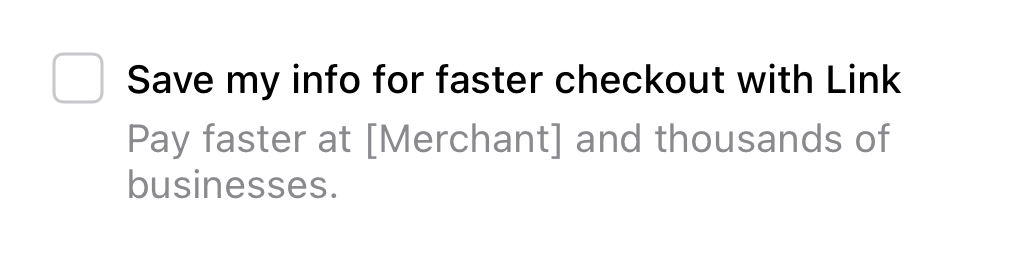 Save my info for faster checkout with Link
Pay faster at [Merchant] and thousands of
businesses.